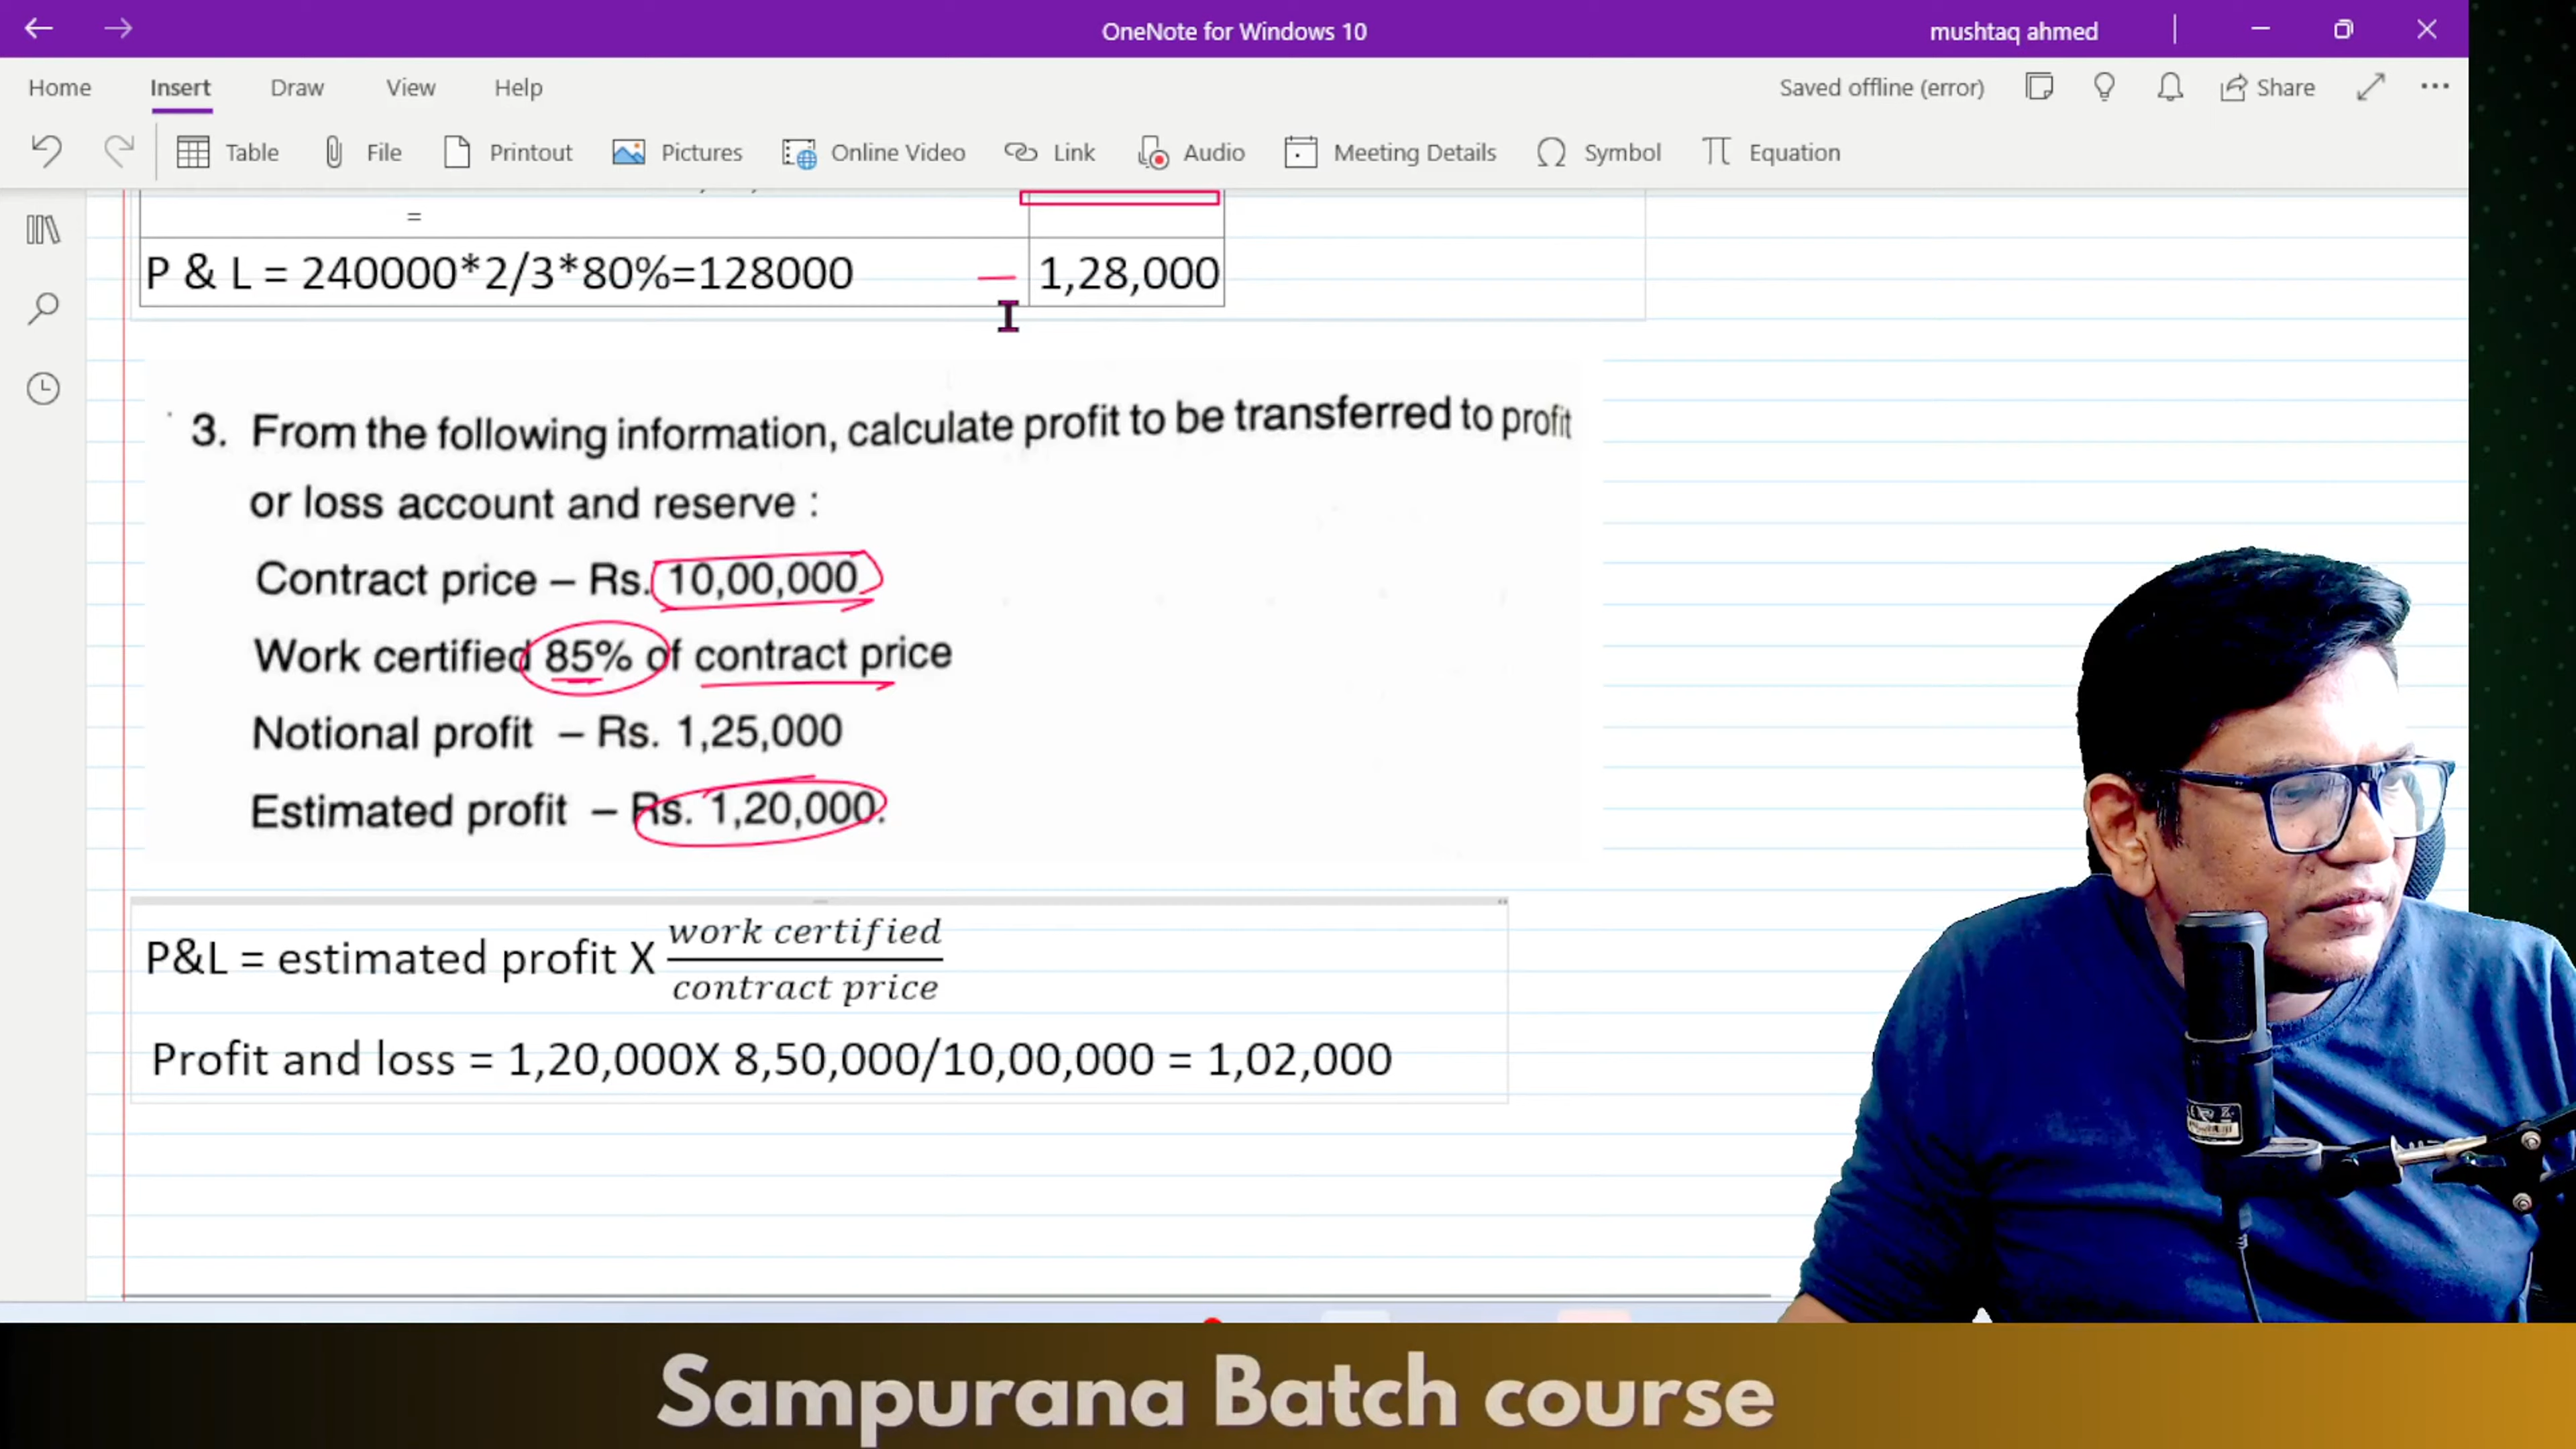 OneNote for Windows 10
mushtaq ahmed
Home Insert Draw View Help
Saved offline (error) Share
Table File Printout Pictures Online Video Link Audio Meeting Details Symbol Equation
=
P & L = 240000*2/3*80%=128000 1,28,000
3. From the following information, calculate profit to be transferred to profit
or loss account and reserve :
Contract price – Rs. 10,00,000
Work certified 85% of contract price
Notional profit – Rs. 1,25,000
Estimated profit – Rs. 1,20,000.
P&L = estimated profit X work certified
contract price
Profit and loss = 1,20,000X 8,50,000/10,00,000 = 1,02,000
Sampurana Batch course